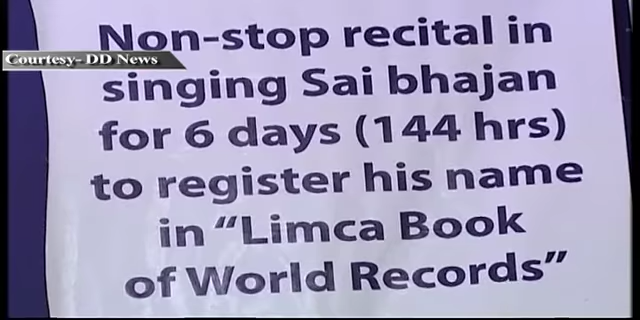 Non-stop recital in
Courtesy- DD News
singing Sai bhajan
for 6 days (144 hrs)
to register his name
in “Limca Book
of World Records”